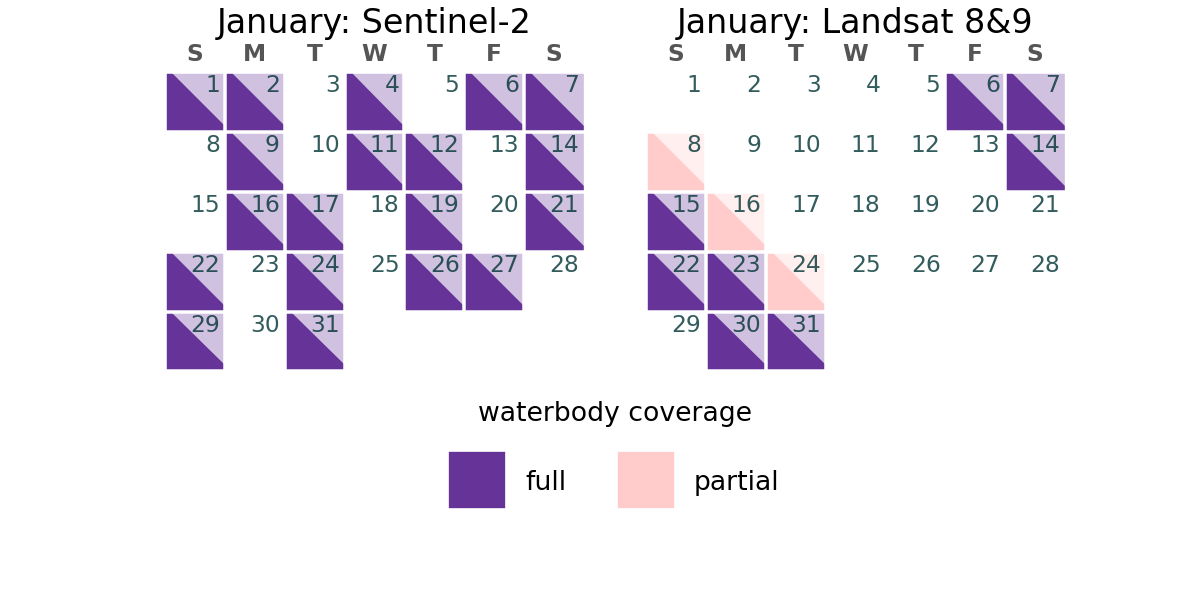 January: Sentinel-2
S M T W T F S
1 2 3 4 5 6 7
8 9 10 11 12 13 14
15 16 17 18 19 20 21
22 23 24 25 26 27 28
29 30 31
January: Landsat 8&9
S M T W T F S
1 2 3 4 5 6 7
8 9 10 11 12 13 14
15 16 17 18 19 20 21
22 23 24 25 26 27 28
29 30 31
waterbody coverage
full partial